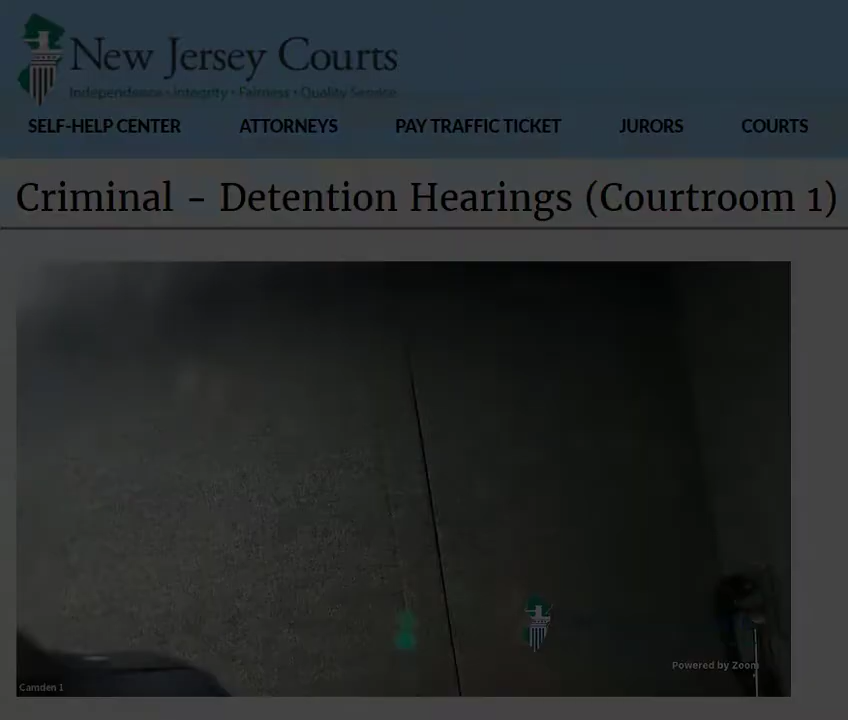 New Jersey Courts
Independence • Integrity • Fairness • Quality Service
SELF-HELP CENTER ATTORNEYS PAY TRAFFIC TICKET JURORS COURTS
Criminal - Detention Hearings (Courtroom 1)
Powered by Zoom
Camden 1